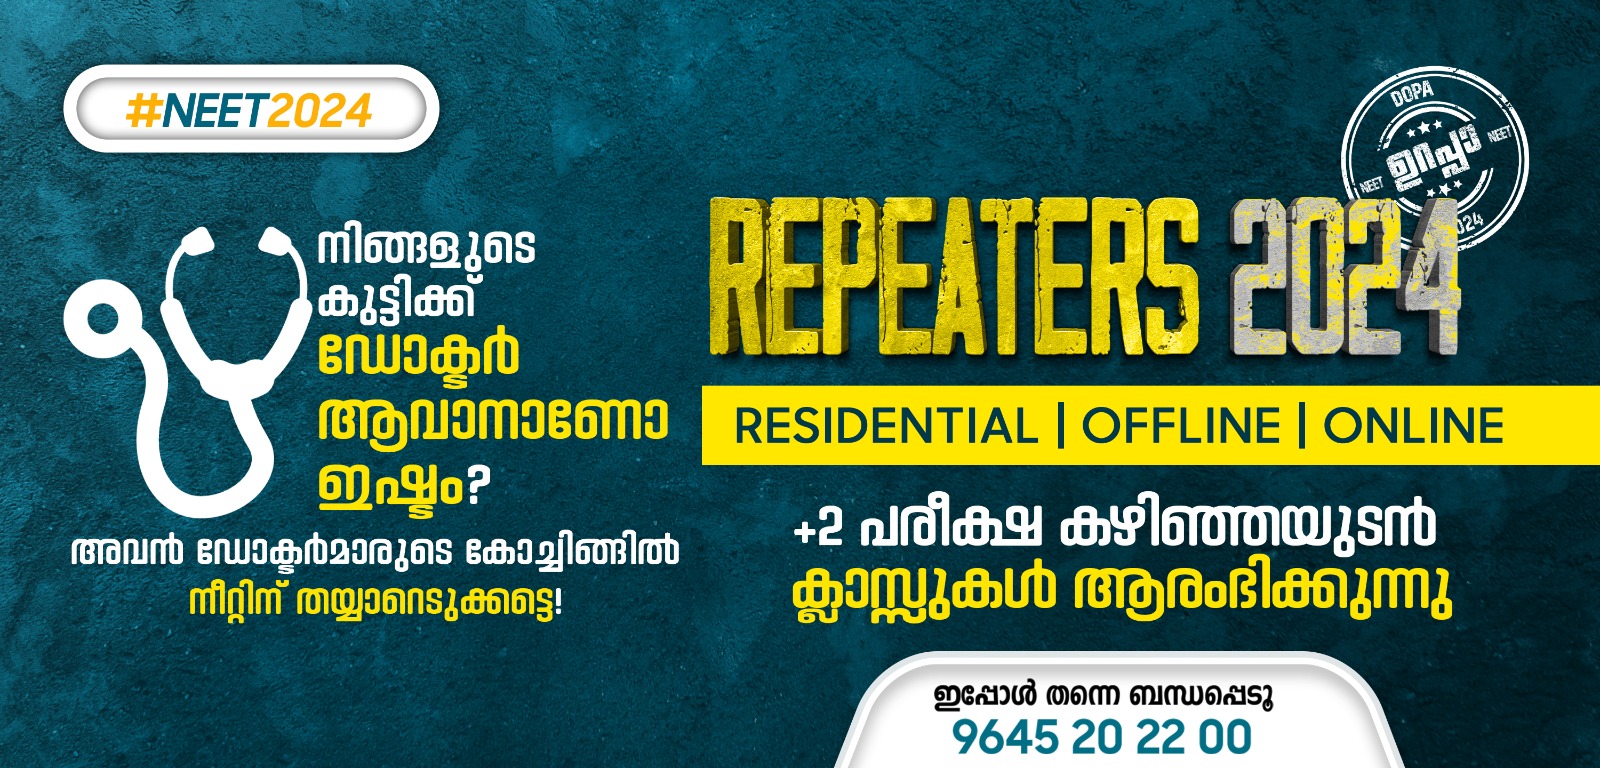 #NEET2024
നിങ്ങളുടെ
കുട്ടിക്ക്
ഡോക്ടർ
ആവാനാണോ
ഇഷ്ടം?
അവൻ ഡോക്ടർമാരുടെ കോച്ചിങ്ങിൽ
നീറ്റിന് തയ്യാറെടുക്കട്ടെ!
DOPA
NEET
ഉറപ്പാ
NEET
2024
REPEATERS 2024
RESIDENTIAL | OFFLINE | ONLINE
+2 പരീക്ഷ കഴിഞ്ഞയുടൻ
ക്ലാസ്സുകൾ ആരംഭിക്കുന്നു
ഇപ്പോൾ തന്നെ ബന്ധപ്പെടൂ
9645 20 22 00